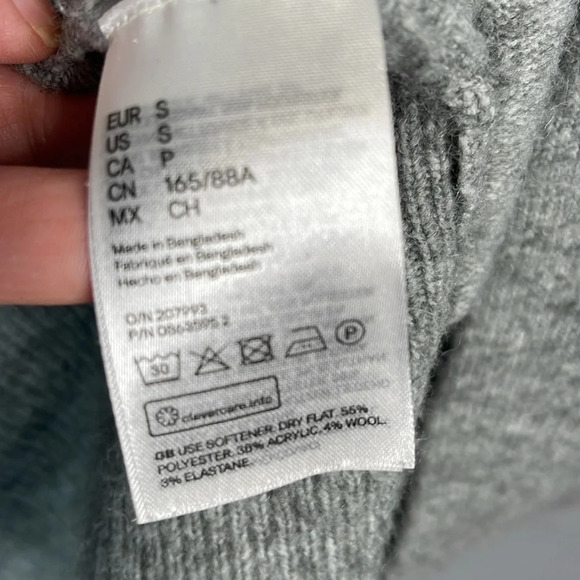 EUR S
US S
CA P
CN 165/88A
MX CH
Made in Bangladesh
Fabriqué en Bangladesh
Hecho en Bangladesh
O/N 207993
P/N 0863595 2
30 P
clevercare.info
GB USE SOFTENER. DRY FLAT. 55%
POLYESTER. 38% ACRYLIC. 4% WOOL.
3% ELASTANE.